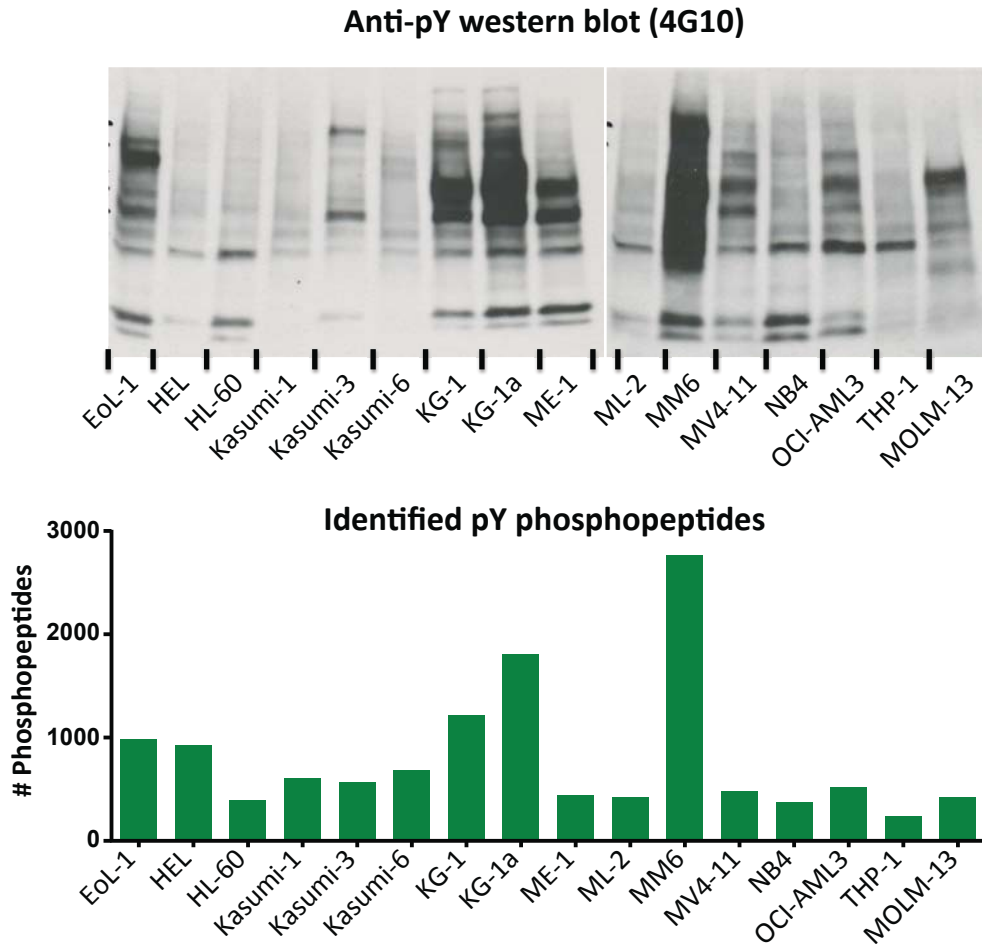 Anti-pY western blot (4G10)
EoL-1
HEL
HL-60
Kasumi-1
Kasumi-3
Kasumi-6
KG-1
KG-1a
ME-1
ML-2
MM6
MV4-11
NB4
OCI-AML3
THP-1
MOLM-13
Identified pY phosphopeptides
# Phosphopeptides
3000
2000
1000
0
EoL-1
HEL
HL-60
Kasumi-1
Kasumi-3
Kasumi-6
KG-1
KG-1a
ME-1
ML-2
MM6
MV4-11
NB4
OCI-AML3
THP-1
MOLM-13